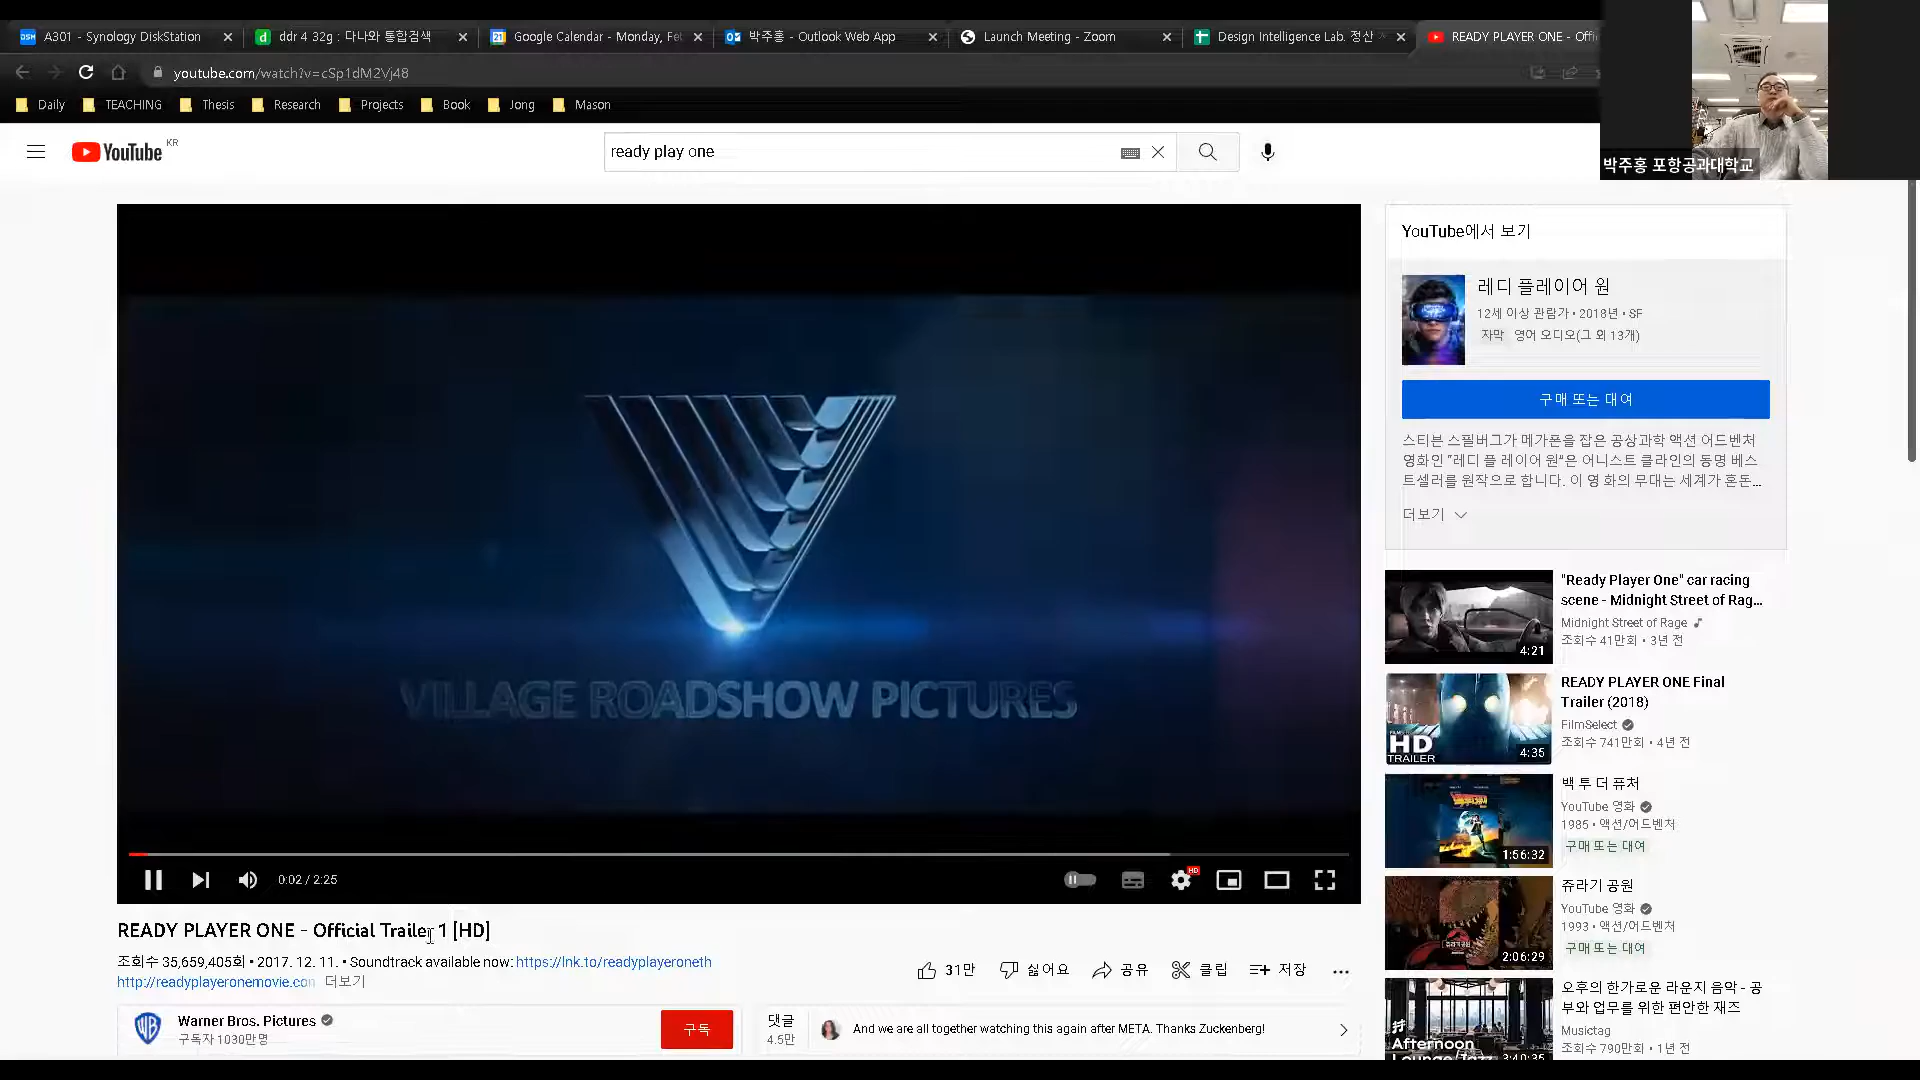 A301 - Synology DiskStation
ddr 4 32g : 다나와 통합검색
Google Calendar - Monday, Fe
박주홍 - Outlook Web App
Launch Meeting - Zoom
Design Intelligence Lab. 정산
READY PLAYER ONE - Offi
youtube.com/watch?v=cSp1dM2Vj48
Daily
TEACHING
Thesis
Research
Projects
Book
Jong
Mason
박주홍 포항공과대학교
YouTube KR
ready play one
VILLAGE ROADSHOW PICTURES
0:02 / 2:25
HD
READY PLAYER ONE - Official Trailer 1 [HD]
조회수 35,659,405회 • 2017. 12. 11. • Soundtrack available now: https://lnk.to/readyplayeroneth
http://readyplayeronemovie.con 더보기
31만
싫어요
공유
클립
저장
WB
Warner Bros. Pictures
구독자 1030만명
구독
댓글
4.5만
And we are all together watching this again after META. Thanks Zuckenberg!
YouTube에서 보기
레디 플레이어 원
12세 이상 관람가 • 2018년 • SF
자막 영어 오디오(그 외 13개)
구매 또는 대여
스티븐 스필버그가 메가폰을 잡은 공상과학 액션 어드벤처
영화인 "레디 플 레이어 원"은 어니스트 클라인의 동명 베스
트셀러를 원작으로 합니다. 이 영 화의 무대는 세계가 혼돈...
더보기
"Ready Player One" car racing
scene - Midnight Street of Rag...
Midnight Street of Rage
조회수 41만회 • 3년 전
4:21
READY PLAYER ONE Final
Trailer (2018)
FilmSelect
조회수 741만회 • 4년 전
HD
TRAILER
4:35
백 투 더 퓨처
YouTube 영화
1985 • 액션/어드벤처
구매 또는 대여
1:56:32
쥬라기 공원
YouTube 영화
1993 • 액션/어드벤처
구매 또는 대여
2:06:29
오후의 한가로운 라운지 음악 - 공
부와 업무를 위한 편안한 재즈
Musictag
조회수 790만회 • 1년 전
Afternoon
Lounge Jazz
3:40:35